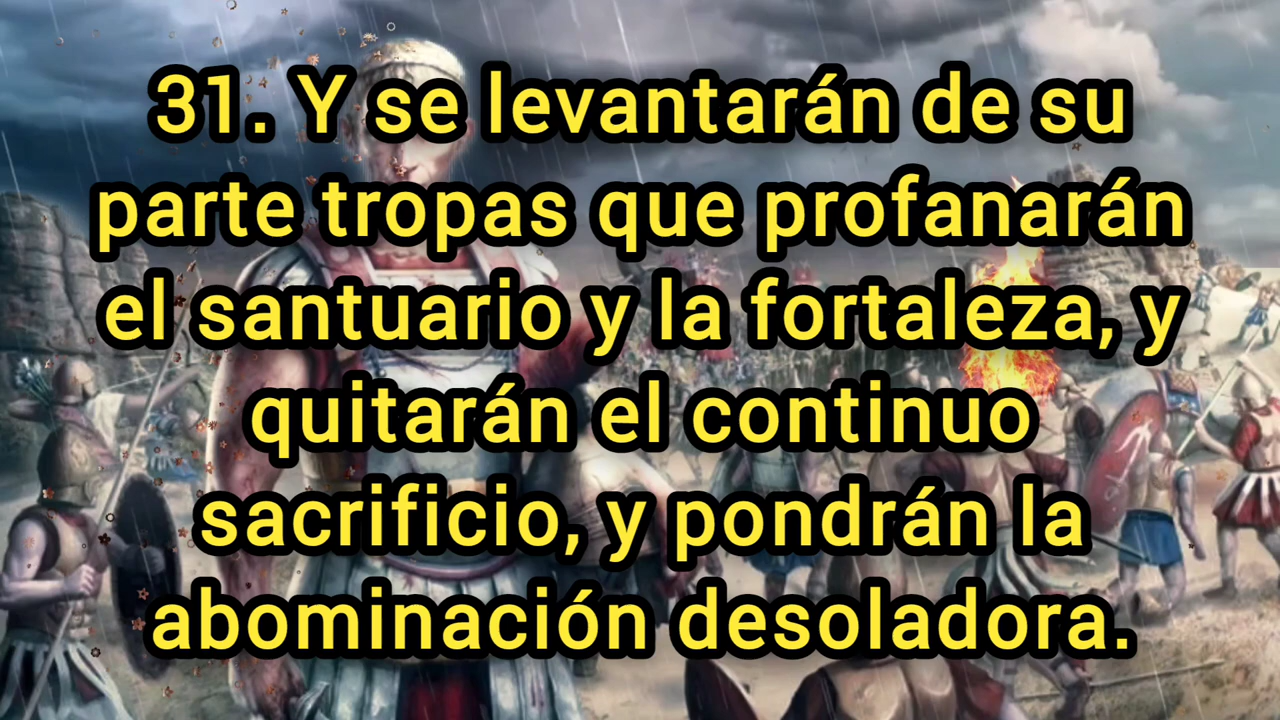 31. Y se levantarán de su
parte tropas que profanarán
el santuario y la fortaleza, y
quitarán el continuo
sacrificio, y pondrán la
abominación desoladora.